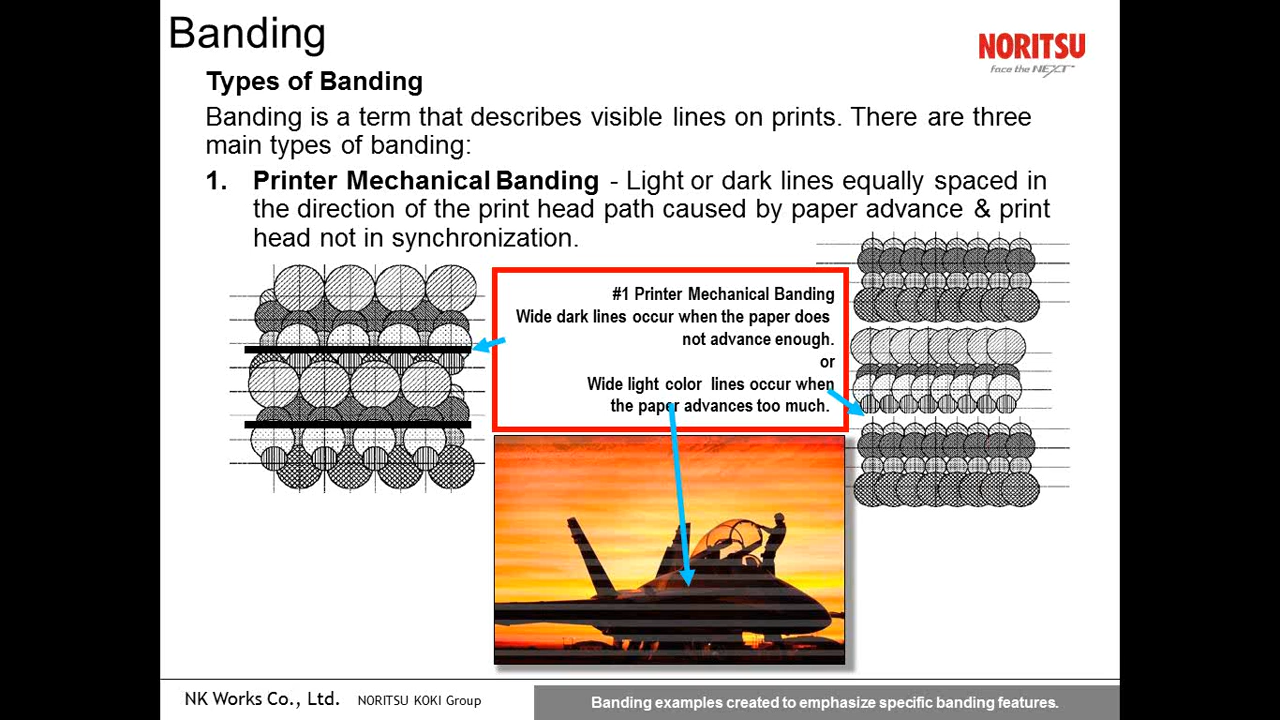 Banding
NORITSU
face the NEXT™
Types of Banding
Banding is a term that describes visible lines on prints. There are three
main types of banding:
1. Printer Mechanical Banding - Light or dark lines equally spaced in
the direction of the print head path caused by paper advance & print
head not in synchronization.
#1 Printer Mechanical Banding
Wide dark lines occur when the paper does
not advance enough.
or
Wide light color lines occur when
the paper advances too much.
NK Works Co., Ltd. NORITSU KOKI Group
Banding examples created to emphasize specific banding features.